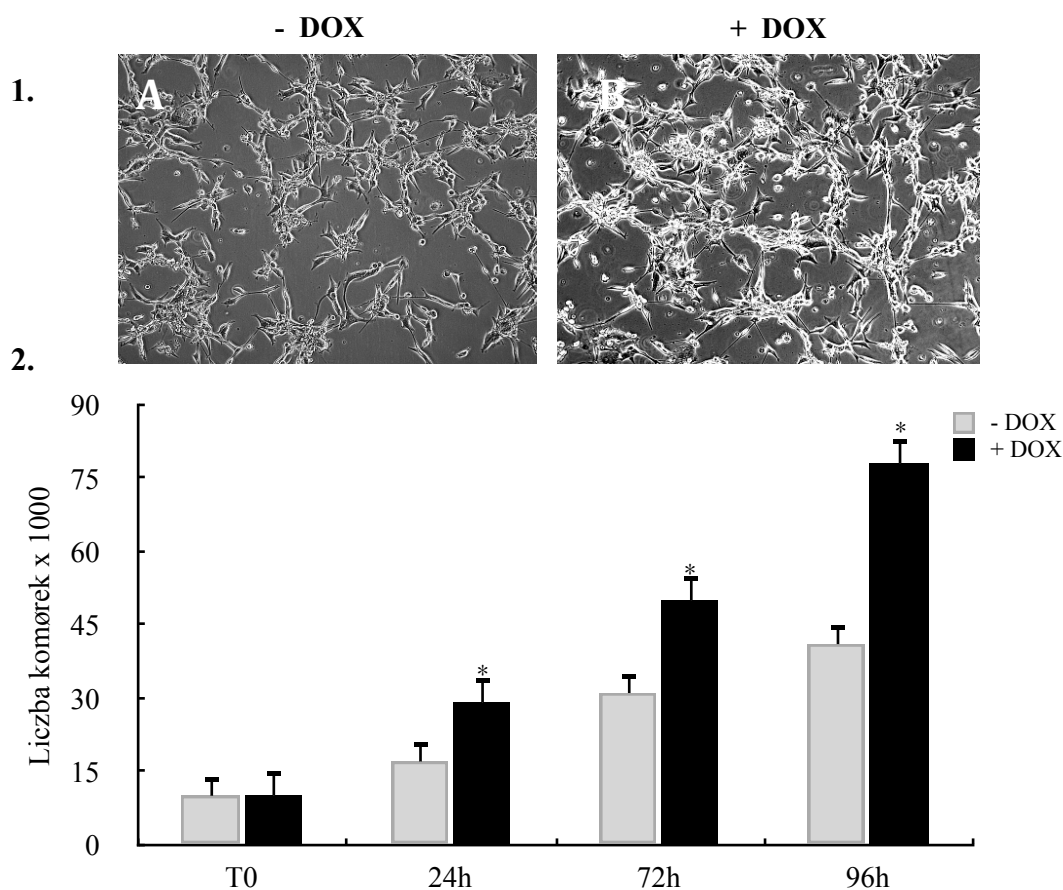 - DOX
+ DOX
1.
A
B
2.
90
75
60
45
30
15
0
Liczba komørek x 1000
- DOX
+ DOX
*
*
*
T0
24h
72h
96h